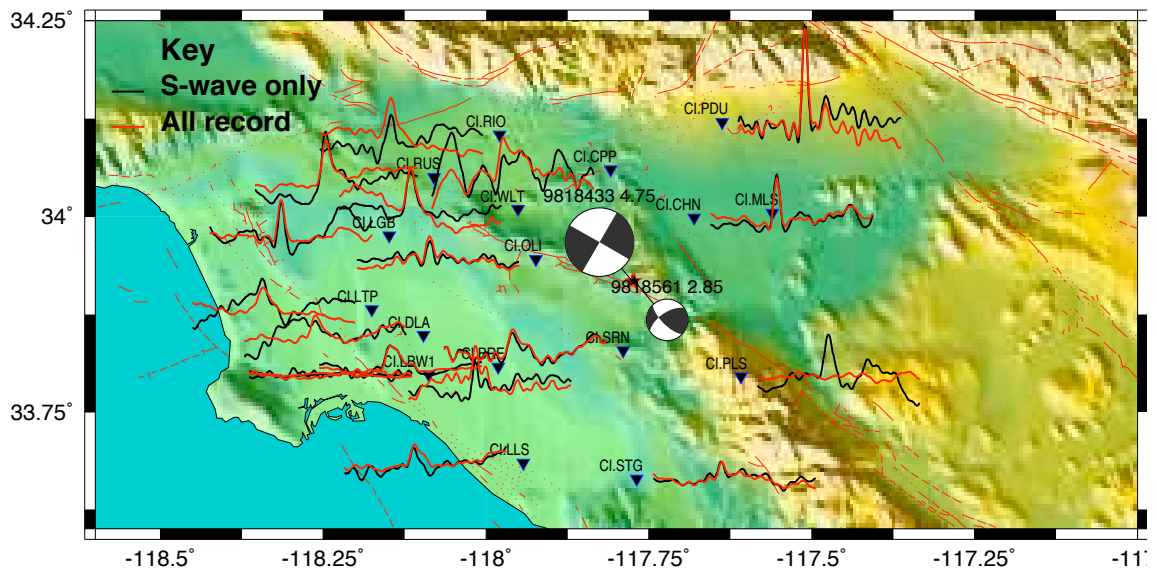 34.25°
Key
S-wave only
All record
CI.PDU
CI.RIO
CI.CPP
CI.RUS
9818433 4.75
CI.WLT
CI.CHN
CI.MLS
34°
CI.LGB
CI.OLI
9818561 2.85
CI.LTP
CI.DLA
CI.SRN
CI.LBW1
CI.PLS
33.75°
CI.LLS
CI.STG
-118.5° -118.25° -118° -117.75° -117.5° -117.25°